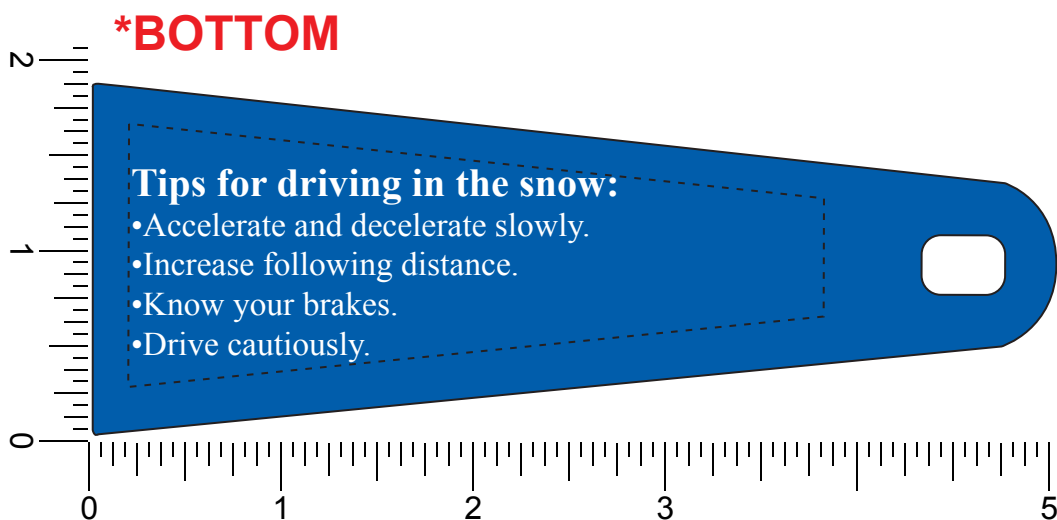 *BOTTOM
Tips for driving in the snow:
•Accelerate and decelerate slowly.
•Increase following distance.
•Know your brakes.
•Drive cautiously.
2
1
0
0 1 2 3 5